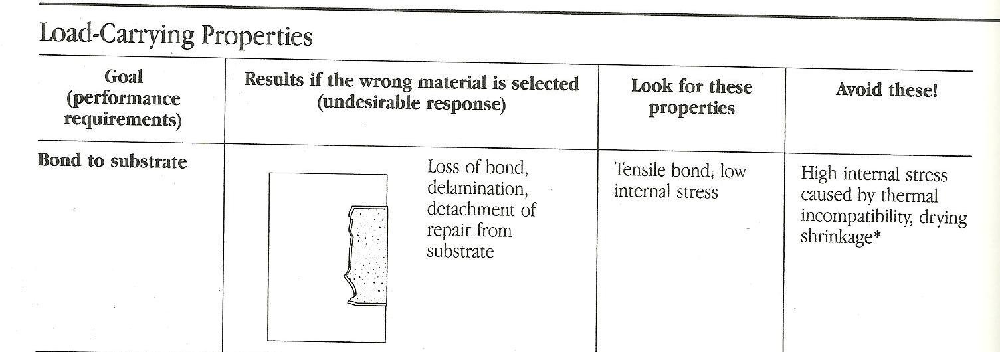 Load-Carrying Properties
Goal
(performance
requirements)
Results if the wrong material is selected
(undesirable response)
Look for these
properties
Avoid these!
Bond to substrate
Loss of bond,
delamination,
detachment of
repair from
substrate
Tensile bond, low
internal stress
High internal stress
caused by thermal
incompatibility, drying
shrinkage*